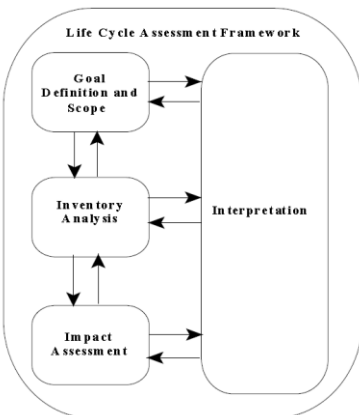 Life Cycle Assessment Framework
Goal
Definition and
Scope
Inventory
Analysis
Interpretation
Impact
Assessment